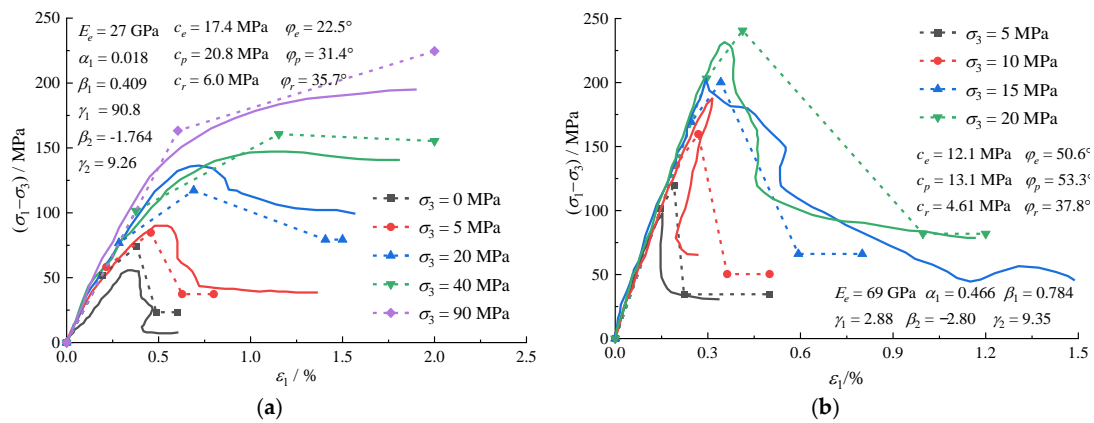 (a)
E_e = 27 GPa c_e = 17.4 MPa φ_e = 22.5°
α_1 = 0.018 c_p = 20.8 MPa φ_p = 31.4°
β_1 = 0.409 c_r = 6.0 MPa φ_r = 35.7°
γ_1 = 90.8
β_2 = -1.764
γ_2 = 9.26
σ_3 = 0 MPa
σ_3 = 5 MPa
σ_3 = 20 MPa
σ_3 = 40 MPa
σ_3 = 90 MPa
(σ_1−σ_3) / MPa
250
200
150
100
50
0
0.0 0.5 1.0 1.5 2.0 2.5
ε_1 / %
(a)
(b)
σ_3 = 5 MPa
σ_3 = 10 MPa
σ_3 = 15 MPa
σ_3 = 20 MPa
c_e = 12.1 MPa φ_e = 50.6°
c_p = 13.1 MPa φ_p = 53.3°
c_r = 4.61 MPa φ_r = 37.8°
E_e = 69 GPa α_1 = 0.466 β_1 = 0.784
γ_1 = 2.88 β_2 = −2.80 γ_2 = 9.35
(σ_1−σ_3) / MPa
250
200
150
100
50
0
0.0 0.3 0.6 0.9 1.2 1.5
ε_1/%
(b)